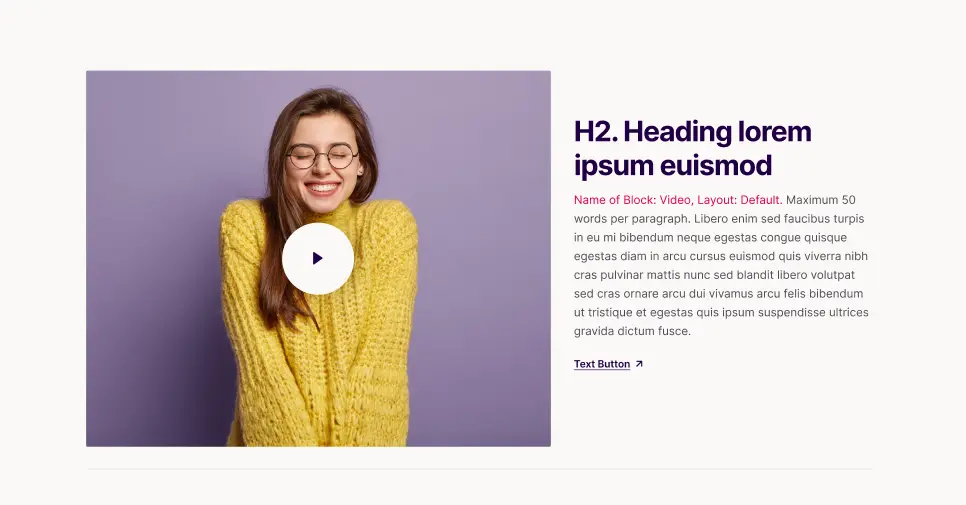 H2. Heading lorem
ipsum euismod
Name of Block: Video, Layout: Default. Maximum 50
words per paragraph. Libero enim sed faucibus turpis
in eu mi bibendum neque egestas congue quisque
egestas diam in arcu cursus euismod quis viverra nibh
cras pulvinar mattis nunc sed blandit libero volutpat
sed cras ornare arcu dui vivamus arcu felis bibendum
ut tristique et egestas quis ipsum suspendisse ultrices
gravida dictum fusce.
Text Button